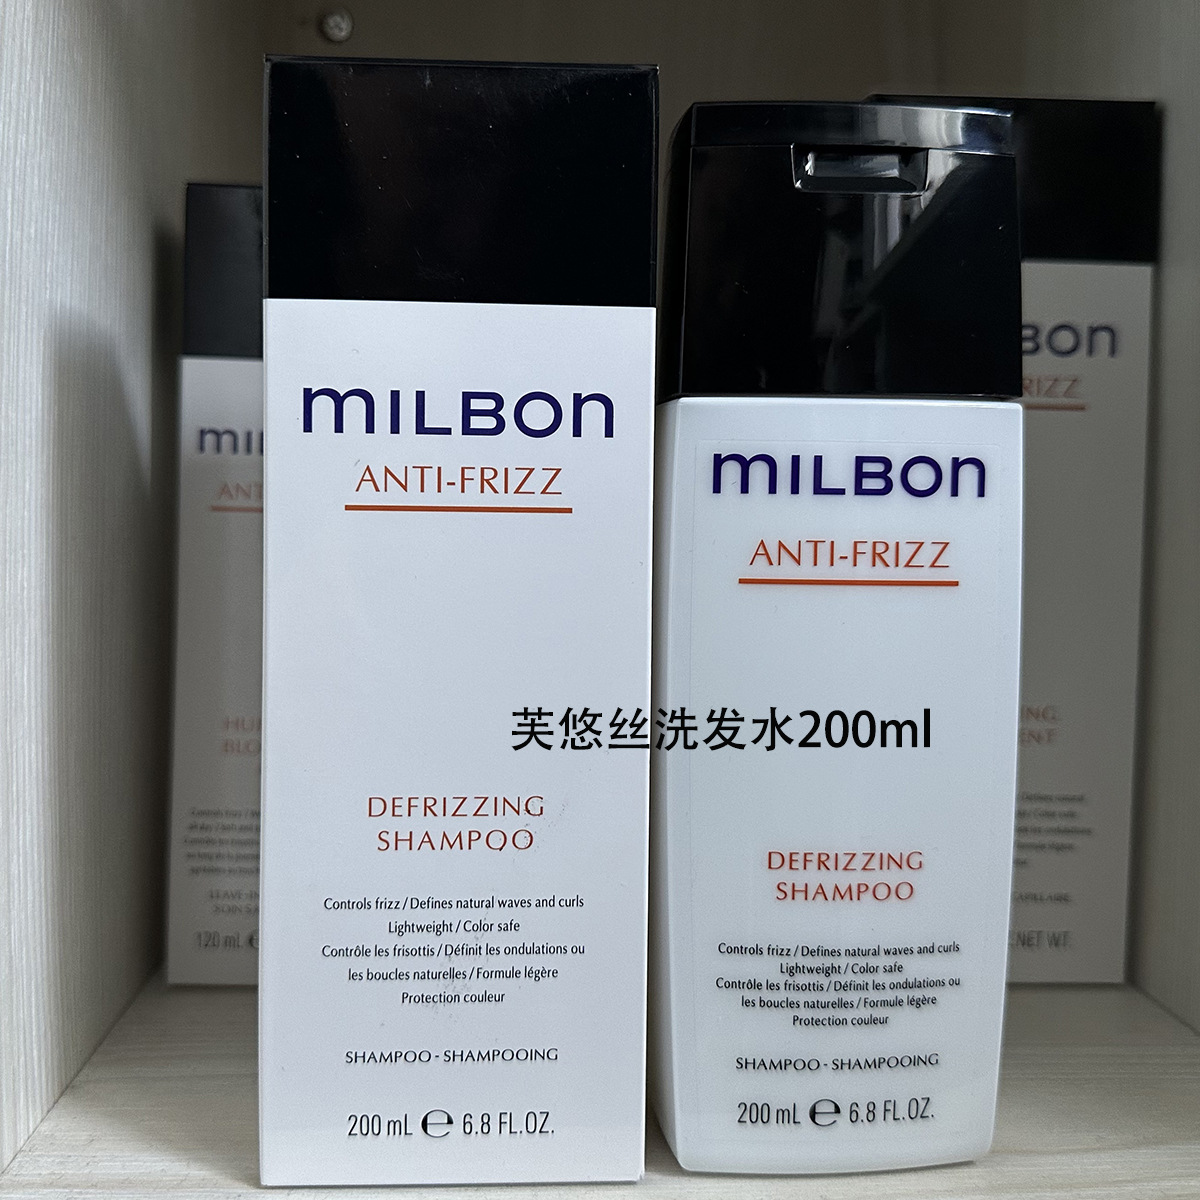 MILBON
ANTI-FRIZZ
DEFRIZZING
SHAMPOO
Controls frizz / Defines natural waves and curls
Lightweight / Color safe
Contrôle les frisottis / Définit les ondulations ou
les boucles naturelles / Formule légère
Protection couleur
SHAMPOO - SHAMPOOING
200 mL ℮ 6.8 FL.OZ.
MILBON
ANTI-FRIZZ
芙悠丝洗发水200ml
DEFRIZZING
SHAMPOO
Controls frizz / Defines natural waves and curls
Lightweight / Color safe
Contrôle les frisottis / Définit les ondulations ou
les boucles naturelles / Formule légère
Protection couleur
SHAMPOO - SHAMPOOING
200 mL ℮ 6.8 FL.OZ.
120 mL
NET WT.